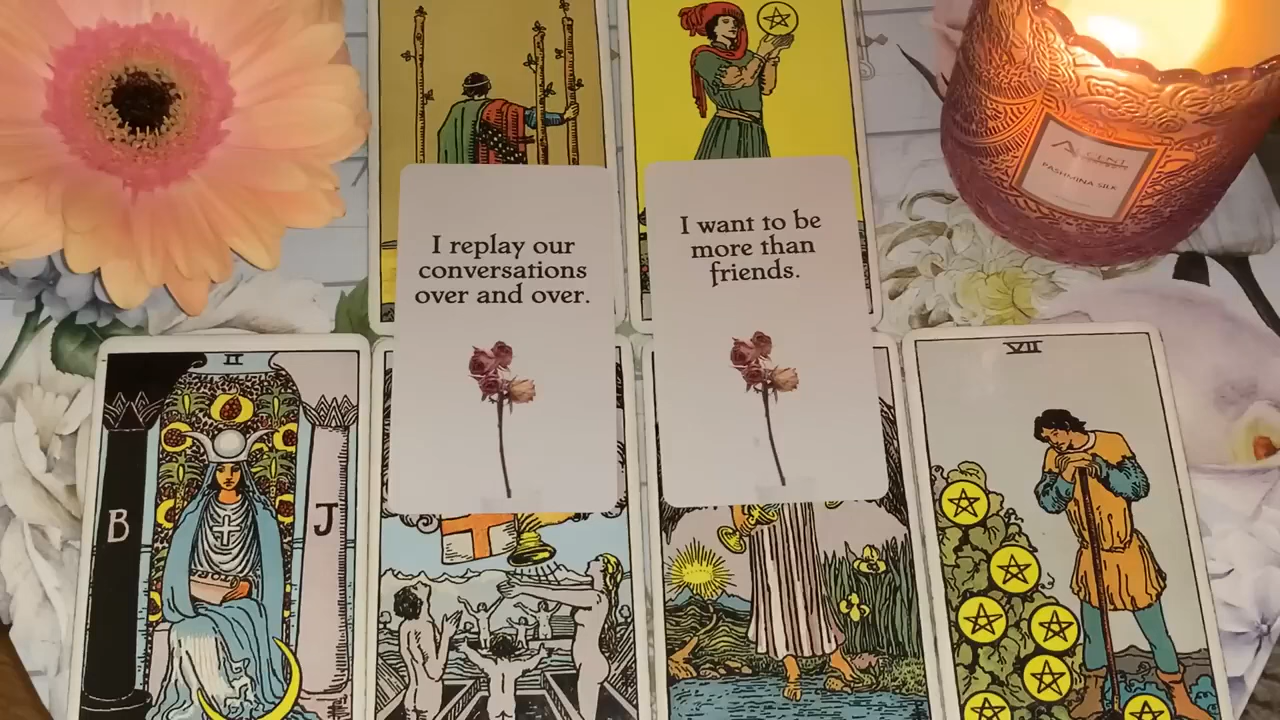 I replay our
conversations
over and over.
I want to be
more than
friends.
II
B
J
VII
PASHMINA SILK